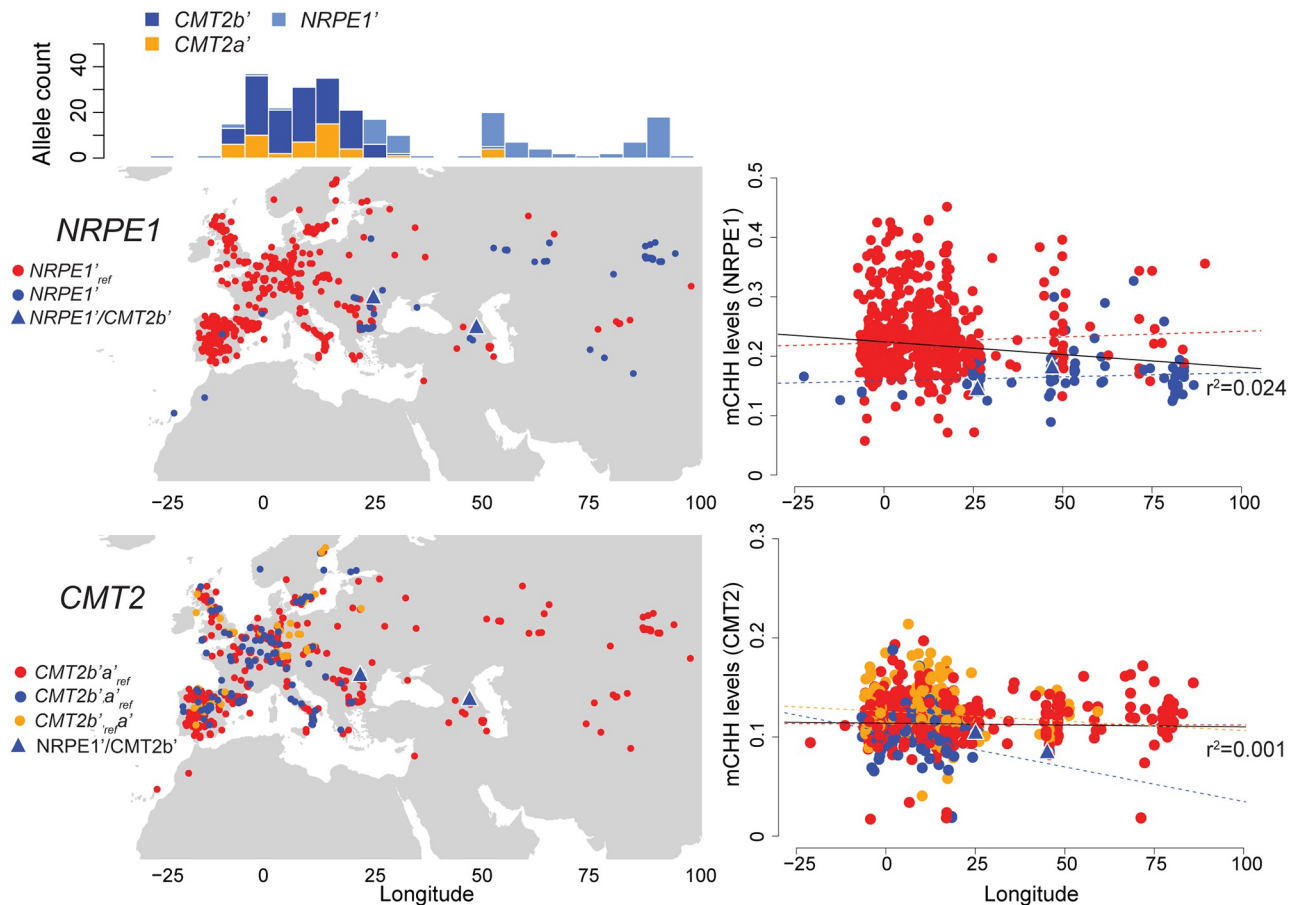 CMT2b' NRPE1'
CMT2a'
Allele count
0 20 40
NRPE1
NRPE1'ref
NRPE1'
NRPE1'/CMT2b'
−25 0 25 50 75 100
mCHH levels (NRPE1)
0 0.1 0.2 0.3 0.4 0.5
r²=0.024
−25 0 25 50 75 100
CMT2
CMT2b'a'ref
CMT2b'a'ref
CMT2b'refa'
NRPE1'/CMT2b'
−25 0 25 50 75 100
Longitude
mCHH levels (CMT2)
0 0.1 0.2 0.3
r²=0.001
−25 0 25 50 75 100
Longitude